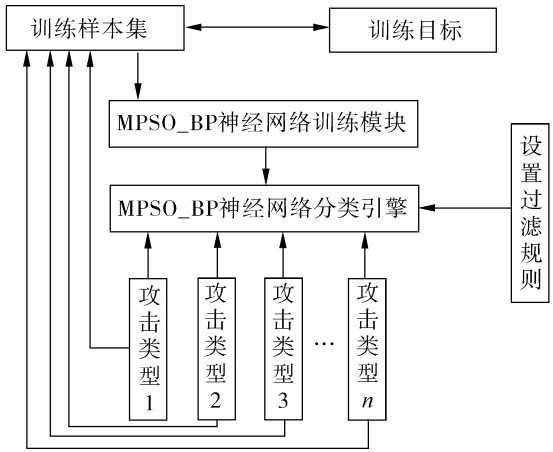 训练样本集
训练目标
MPSO_BP神经网络训练模块
MPSO_BP神经网络分类引擎
设置过滤规则
攻击类型1
攻击类型2
攻击类型3
…
攻击类型n